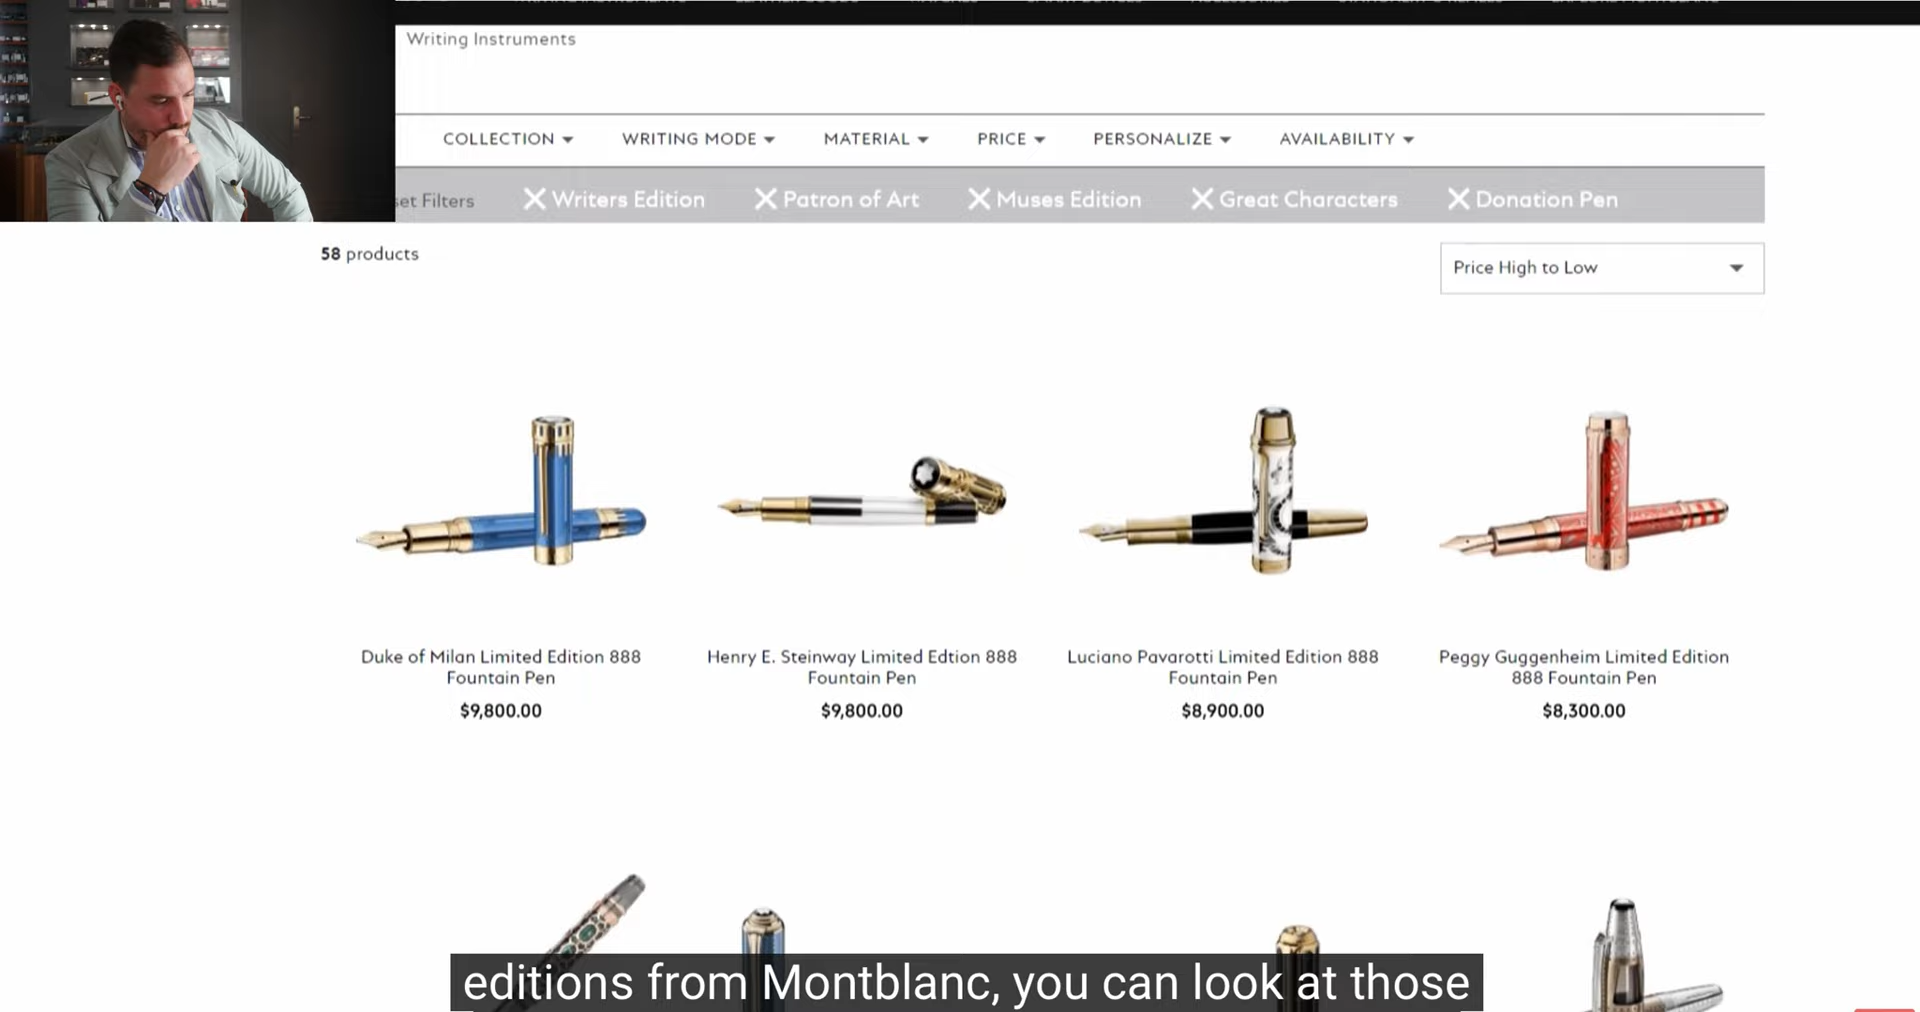 Writing Instruments
COLLECTION
WRITING MODE
MATERIAL
PRICE
PERSONALIZE
AVAILABILITY
set Filters
Writers Edition
Patron of Art
Muses Edition
Great Characters
Donation Pen
58 products
Price High to Low
Duke of Milan Limited Edition 888
Fountain Pen
$9,800.00
Henry E. Steinway Limited Edtion 888
Fountain Pen
$9,800.00
Luciano Pavarotti Limited Edition 888
Fountain Pen
$8,900.00
Peggy Guggenheim Limited Edition
888 Fountain Pen
$8,300.00
editions from Montblanc, you can look at those